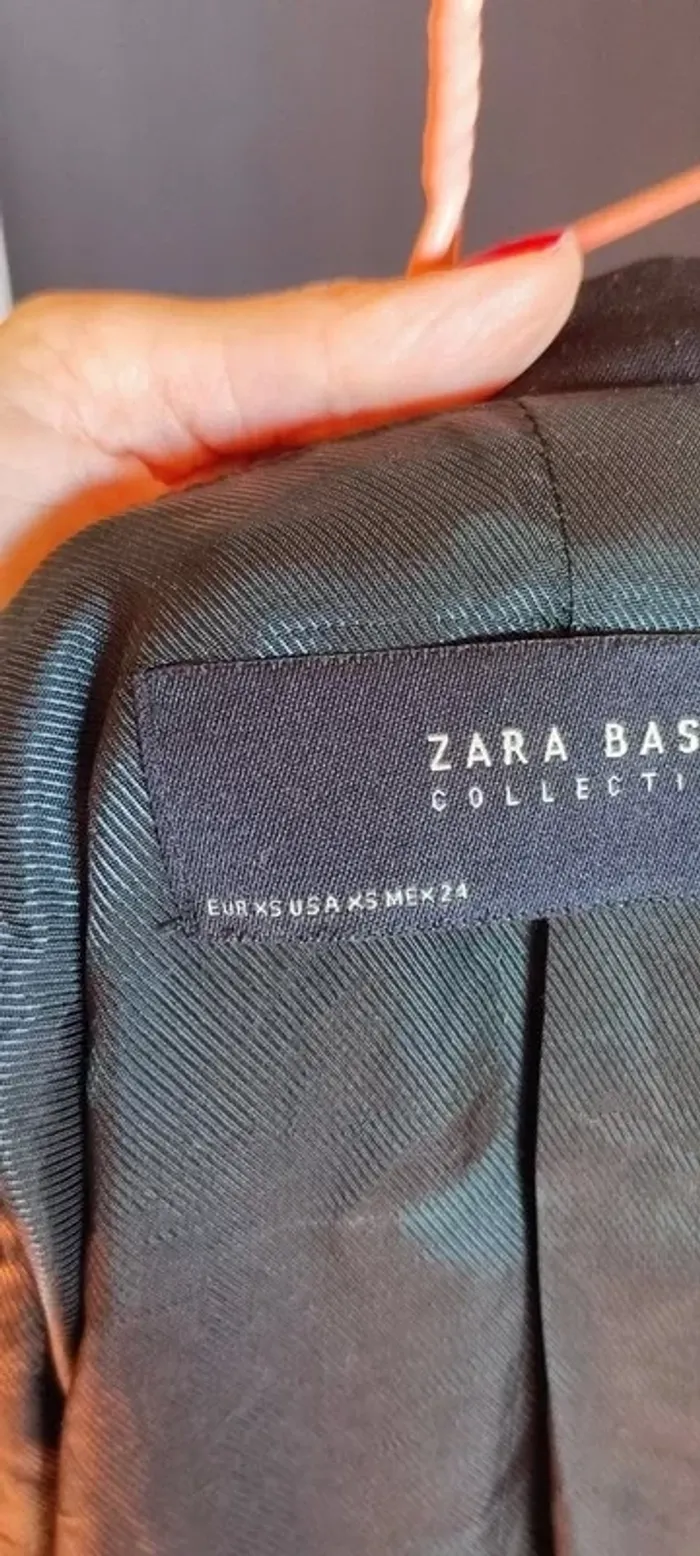 ZARA BAS
COLLECTI
EUR XS USA XS MEX 24